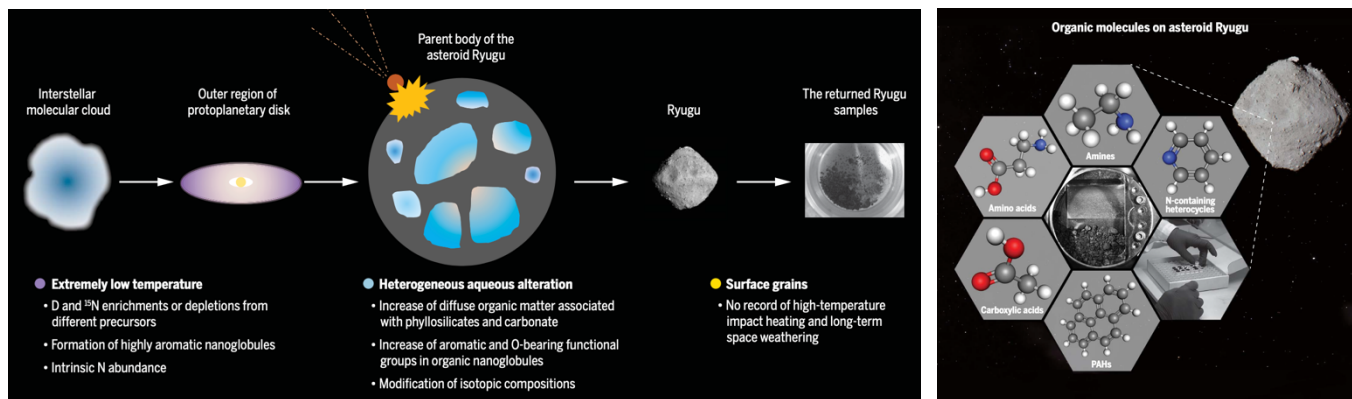 Parent body of the
asteroid Ryugu
Interstellar
molecular cloud
Outer region of
protoplanetary disk
Ryugu
The returned Ryugu
samples
Extremely low temperature
• D and ¹⁵N enrichments or depletions from
different precursors
• Formation of highly aromatic nanoglobules
• Intrinsic N abundance
Heterogeneous aqueous alteration
• Increase of diffuse organic matter associated
with phyllosilicates and carbonate
• Increase of aromatic and O-bearing functional
groups in organic nanoglobules
• Modification of isotopic compositions
Surface grains
• No record of high-temperature
impact heating and long-term
space weathering
Organic molecules on asteroid Ryugu
Amines
Amino acids
N-containing
heterocycles
Carboxylic acids
PAHs